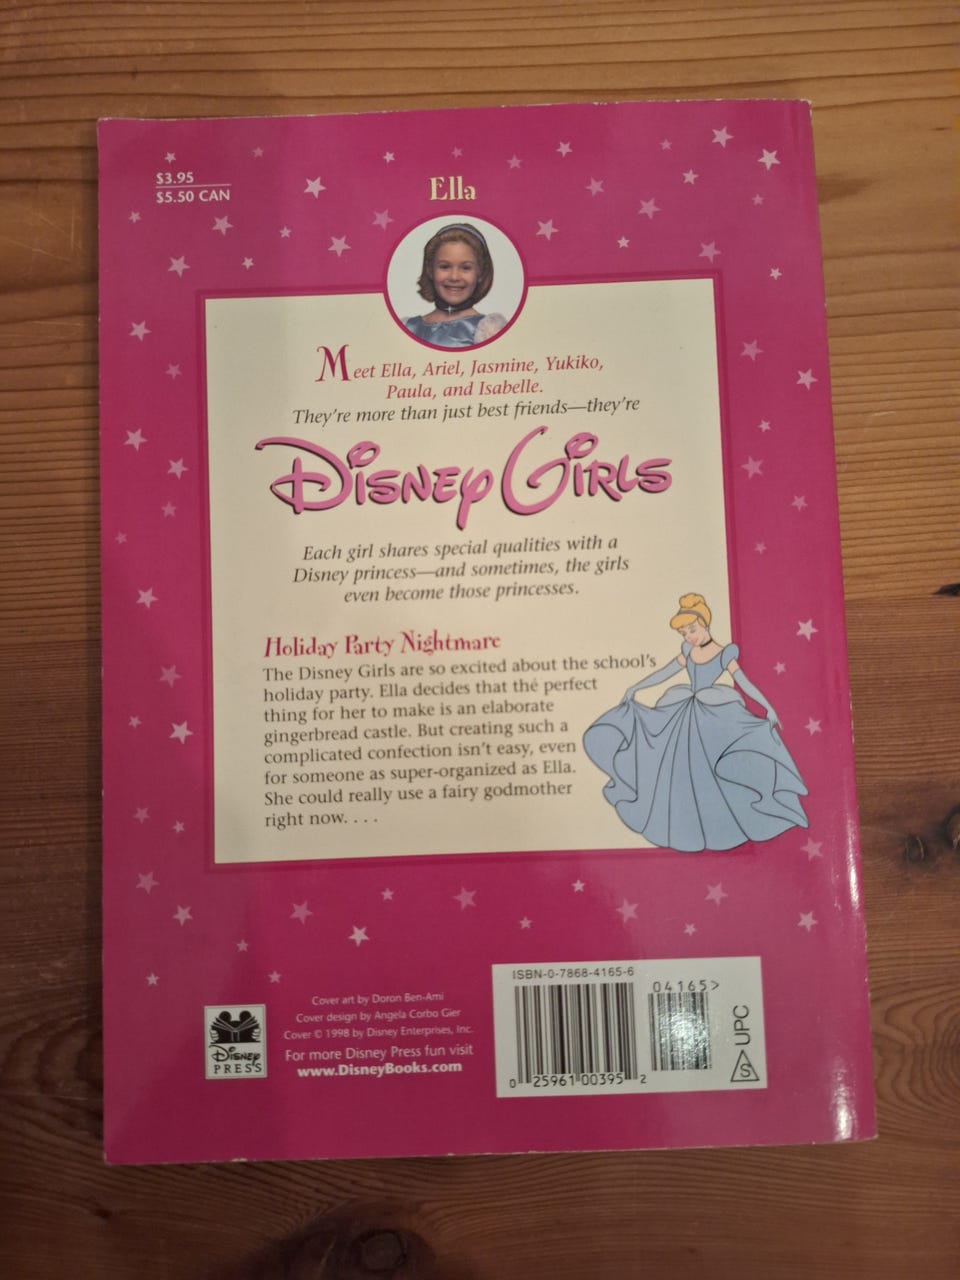 $3.95
$5.50 CAN
Ella
Meet Ella, Ariel, Jasmine, Yukiko,
Paula, and Isabelle.
They're more than just best friends—they're
Disney Girls
Each girl shares special qualities with a
Disney princess—and sometimes, the girls
even become those princesses.
Holiday Party Nightmare
The Disney Girls are so excited about the school's
holiday party. Ella decides that the perfect
thing for her to make is an elaborate
gingerbread castle. But creating such a
complicated confection isn't easy, even
for someone as super-organized as Ella.
She could really use a fairy godmother
right now. . . .
Cover art by Doron Ben-Ami
Cover design by Angela Corbo Gier
Cover © 1998 by Disney Enterprises, Inc.
For more Disney Press fun visit
www.DisneyBooks.com
Disney
PRESS
ISBN-0-7868-4165-6
04165>
0 25961 00395 2
S UPC